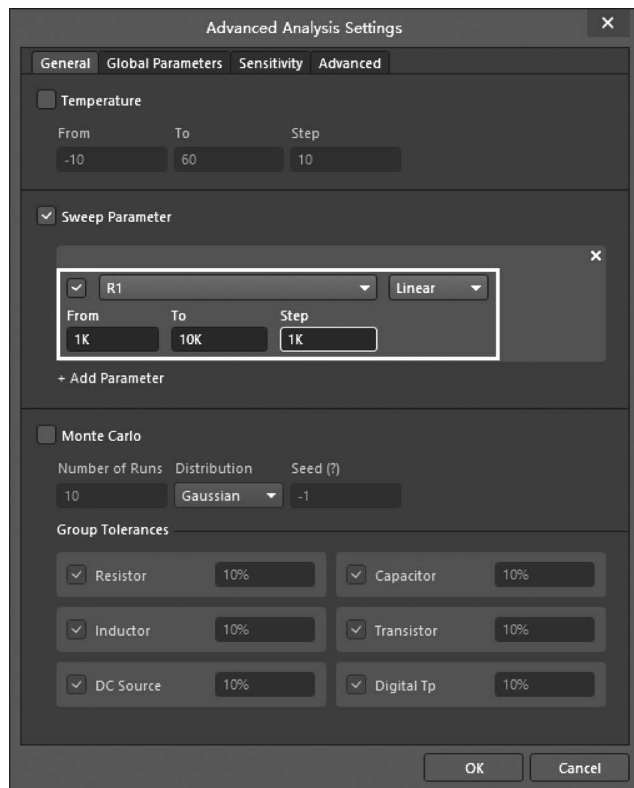 Advanced Analysis Settings
General Global Parameters Sensitivity Advanced
Temperature
From To Step
-10 60 10
Sweep Parameter
R1 Linear
From To Step
1K 10K 1K
+ Add Parameter
Monte Carlo
Number of Runs Distribution Seed (?)
10 Gaussian -1
Group Tolerances
Resistor 10% Capacitor 10%
Inductor 10% Transistor 10%
DC Source 10% Digital Tp 10%
OK Cancel